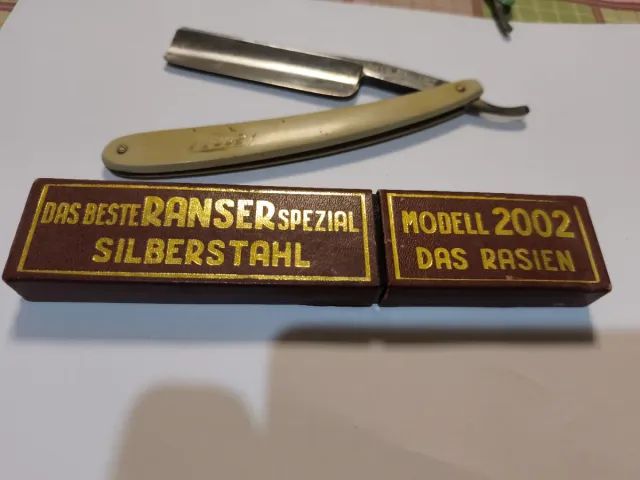 DAS BESTE RANSER SPEZIAL
SILBERSTAHL
MODELL 2002
DAS RASIEN